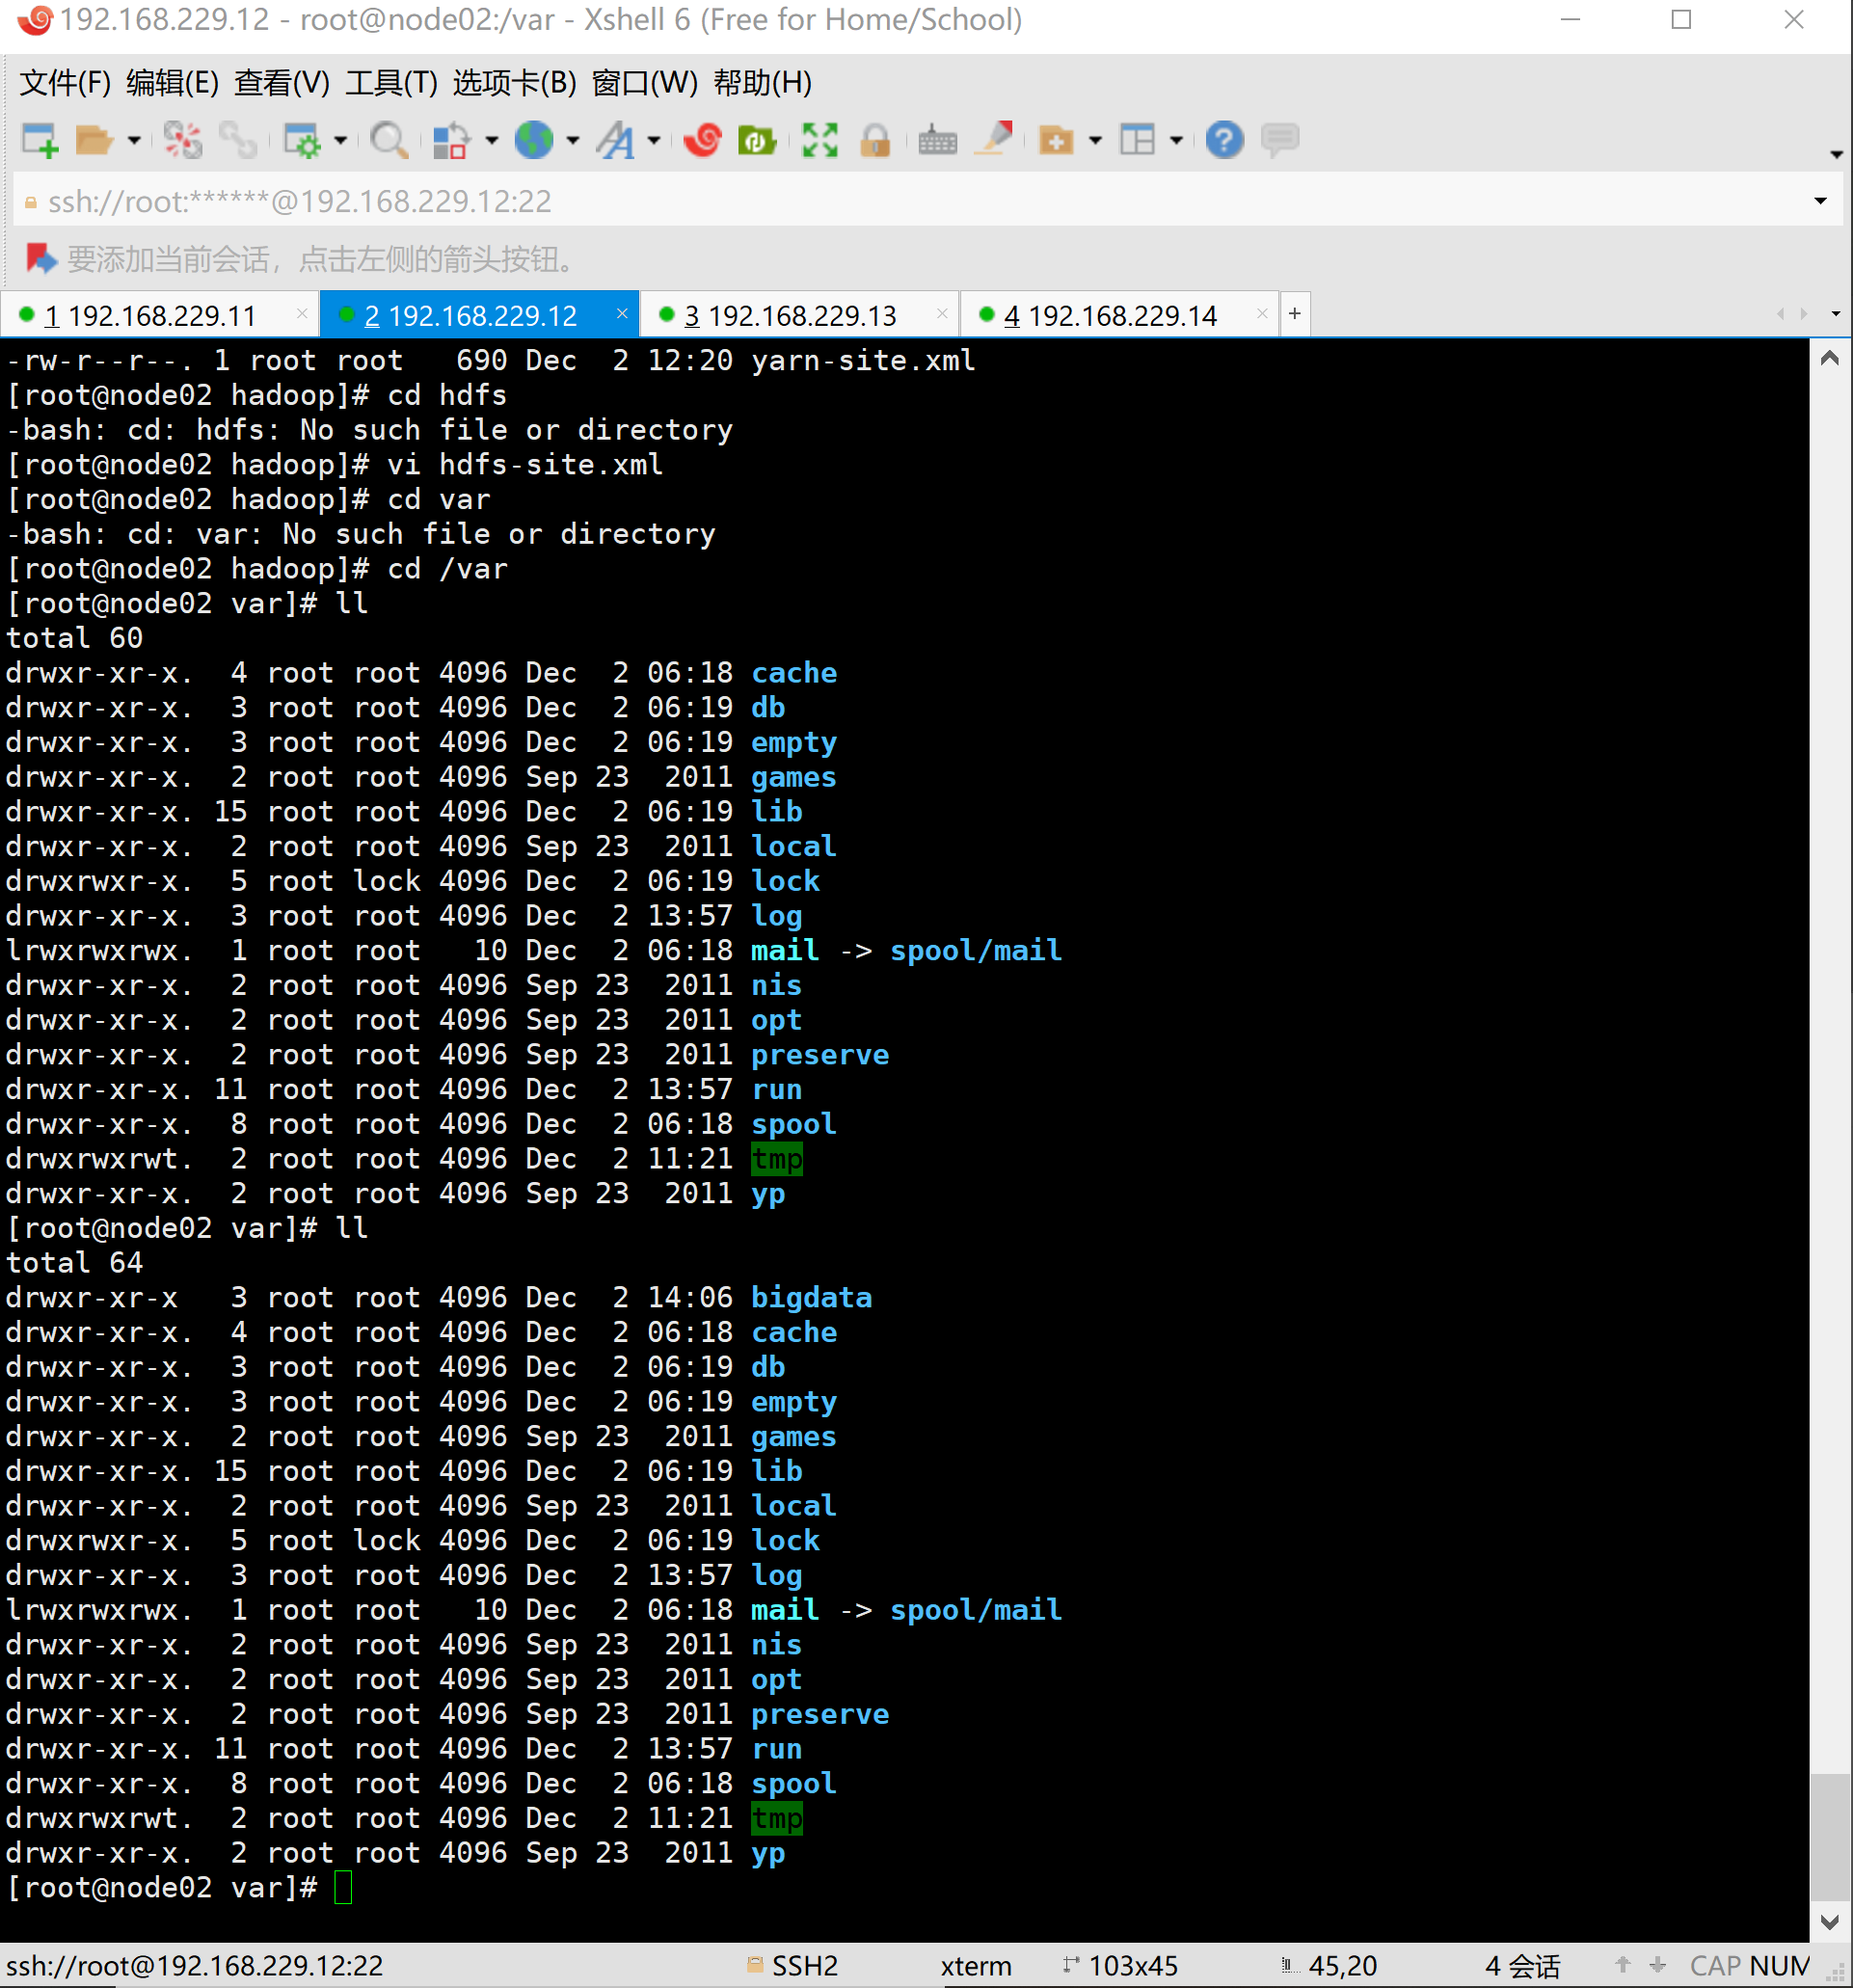 192.168.229.12 - root@node02:/var - Xshell 6 (Free for Home/School)
文件(F) 编辑(E) 查看(V) 工具(T) 选项卡(B) 窗口(W) 帮助(H)
ssh://root:******@192.168.229.12:22
要添加当前会话，点击左侧的箭头按钮。
1 192.168.229.11 × 2 192.168.229.12 × 3 192.168.229.13 × 4 192.168.229.14 × +
-rw-r--r--. 1 root root   690 Dec  2 12:20 yarn-site.xml
[root@node02 hadoop]# cd hdfs
-bash: cd: hdfs: No such file or directory
[root@node02 hadoop]# vi hdfs-site.xml
[root@node02 hadoop]# cd var
-bash: cd: var: No such file or directory
[root@node02 hadoop]# cd /var
[root@node02 var]# ll
total 60
drwxr-xr-x.  4 root root 4096 Dec  2 06:18 cache
drwxr-xr-x.  3 root root 4096 Dec  2 06:19 db
drwxr-xr-x.  3 root root 4096 Dec  2 06:19 empty
drwxr-xr-x.  2 root root 4096 Sep 23  2011 games
drwxr-xr-x. 15 root root 4096 Dec  2 06:19 lib
drwxr-xr-x.  2 root root 4096 Sep 23  2011 local
drwxrwxr-x.  5 root lock 4096 Dec  2 06:19 lock
drwxr-xr-x.  3 root root 4096 Dec  2 13:57 log
lrwxrwxrwx.  1 root root   10 Dec  2 06:18 mail -> spool/mail
drwxr-xr-x.  2 root root 4096 Sep 23  2011 nis
drwxr-xr-x.  2 root root 4096 Sep 23  2011 opt
drwxr-xr-x.  2 root root 4096 Sep 23  2011 preserve
drwxr-xr-x. 11 root root 4096 Dec  2 13:57 run
drwxr-xr-x.  8 root root 4096 Dec  2 06:18 spool
drwxrwxrwt.  2 root root 4096 Dec  2 11:21 tmp
drwxr-xr-x.  2 root root 4096 Sep 23  2011 yp
[root@node02 var]# ll
total 64
drwxr-xr-x   3 root root 4096 Dec  2 14:06 bigdata
drwxr-xr-x.  4 root root 4096 Dec  2 06:18 cache
drwxr-xr-x.  3 root root 4096 Dec  2 06:19 db
drwxr-xr-x.  3 root root 4096 Dec  2 06:19 empty
drwxr-xr-x.  2 root root 4096 Sep 23  2011 games
drwxr-xr-x. 15 root root 4096 Dec  2 06:19 lib
drwxr-xr-x.  2 root root 4096 Sep 23  2011 local
drwxrwxr-x.  5 root lock 4096 Dec  2 06:19 lock
drwxr-xr-x.  3 root root 4096 Dec  2 13:57 log
lrwxrwxrwx.  1 root root   10 Dec  2 06:18 mail -> spool/mail
drwxr-xr-x.  2 root root 4096 Sep 23  2011 nis
drwxr-xr-x.  2 root root 4096 Sep 23  2011 opt
drwxr-xr-x.  2 root root 4096 Sep 23  2011 preserve
drwxr-xr-x. 11 root root 4096 Dec  2 13:57 run
drwxr-xr-x.  8 root root 4096 Dec  2 06:18 spool
drwxrwxrwt.  2 root root 4096 Dec  2 11:21 tmp
drwxr-xr-x.  2 root root 4096 Sep 23  2011 yp
[root@node02 var]#
ssh://root@192.168.229.12:22 SSH2 xterm 103x45 45,20 4 会话 CAP NUM